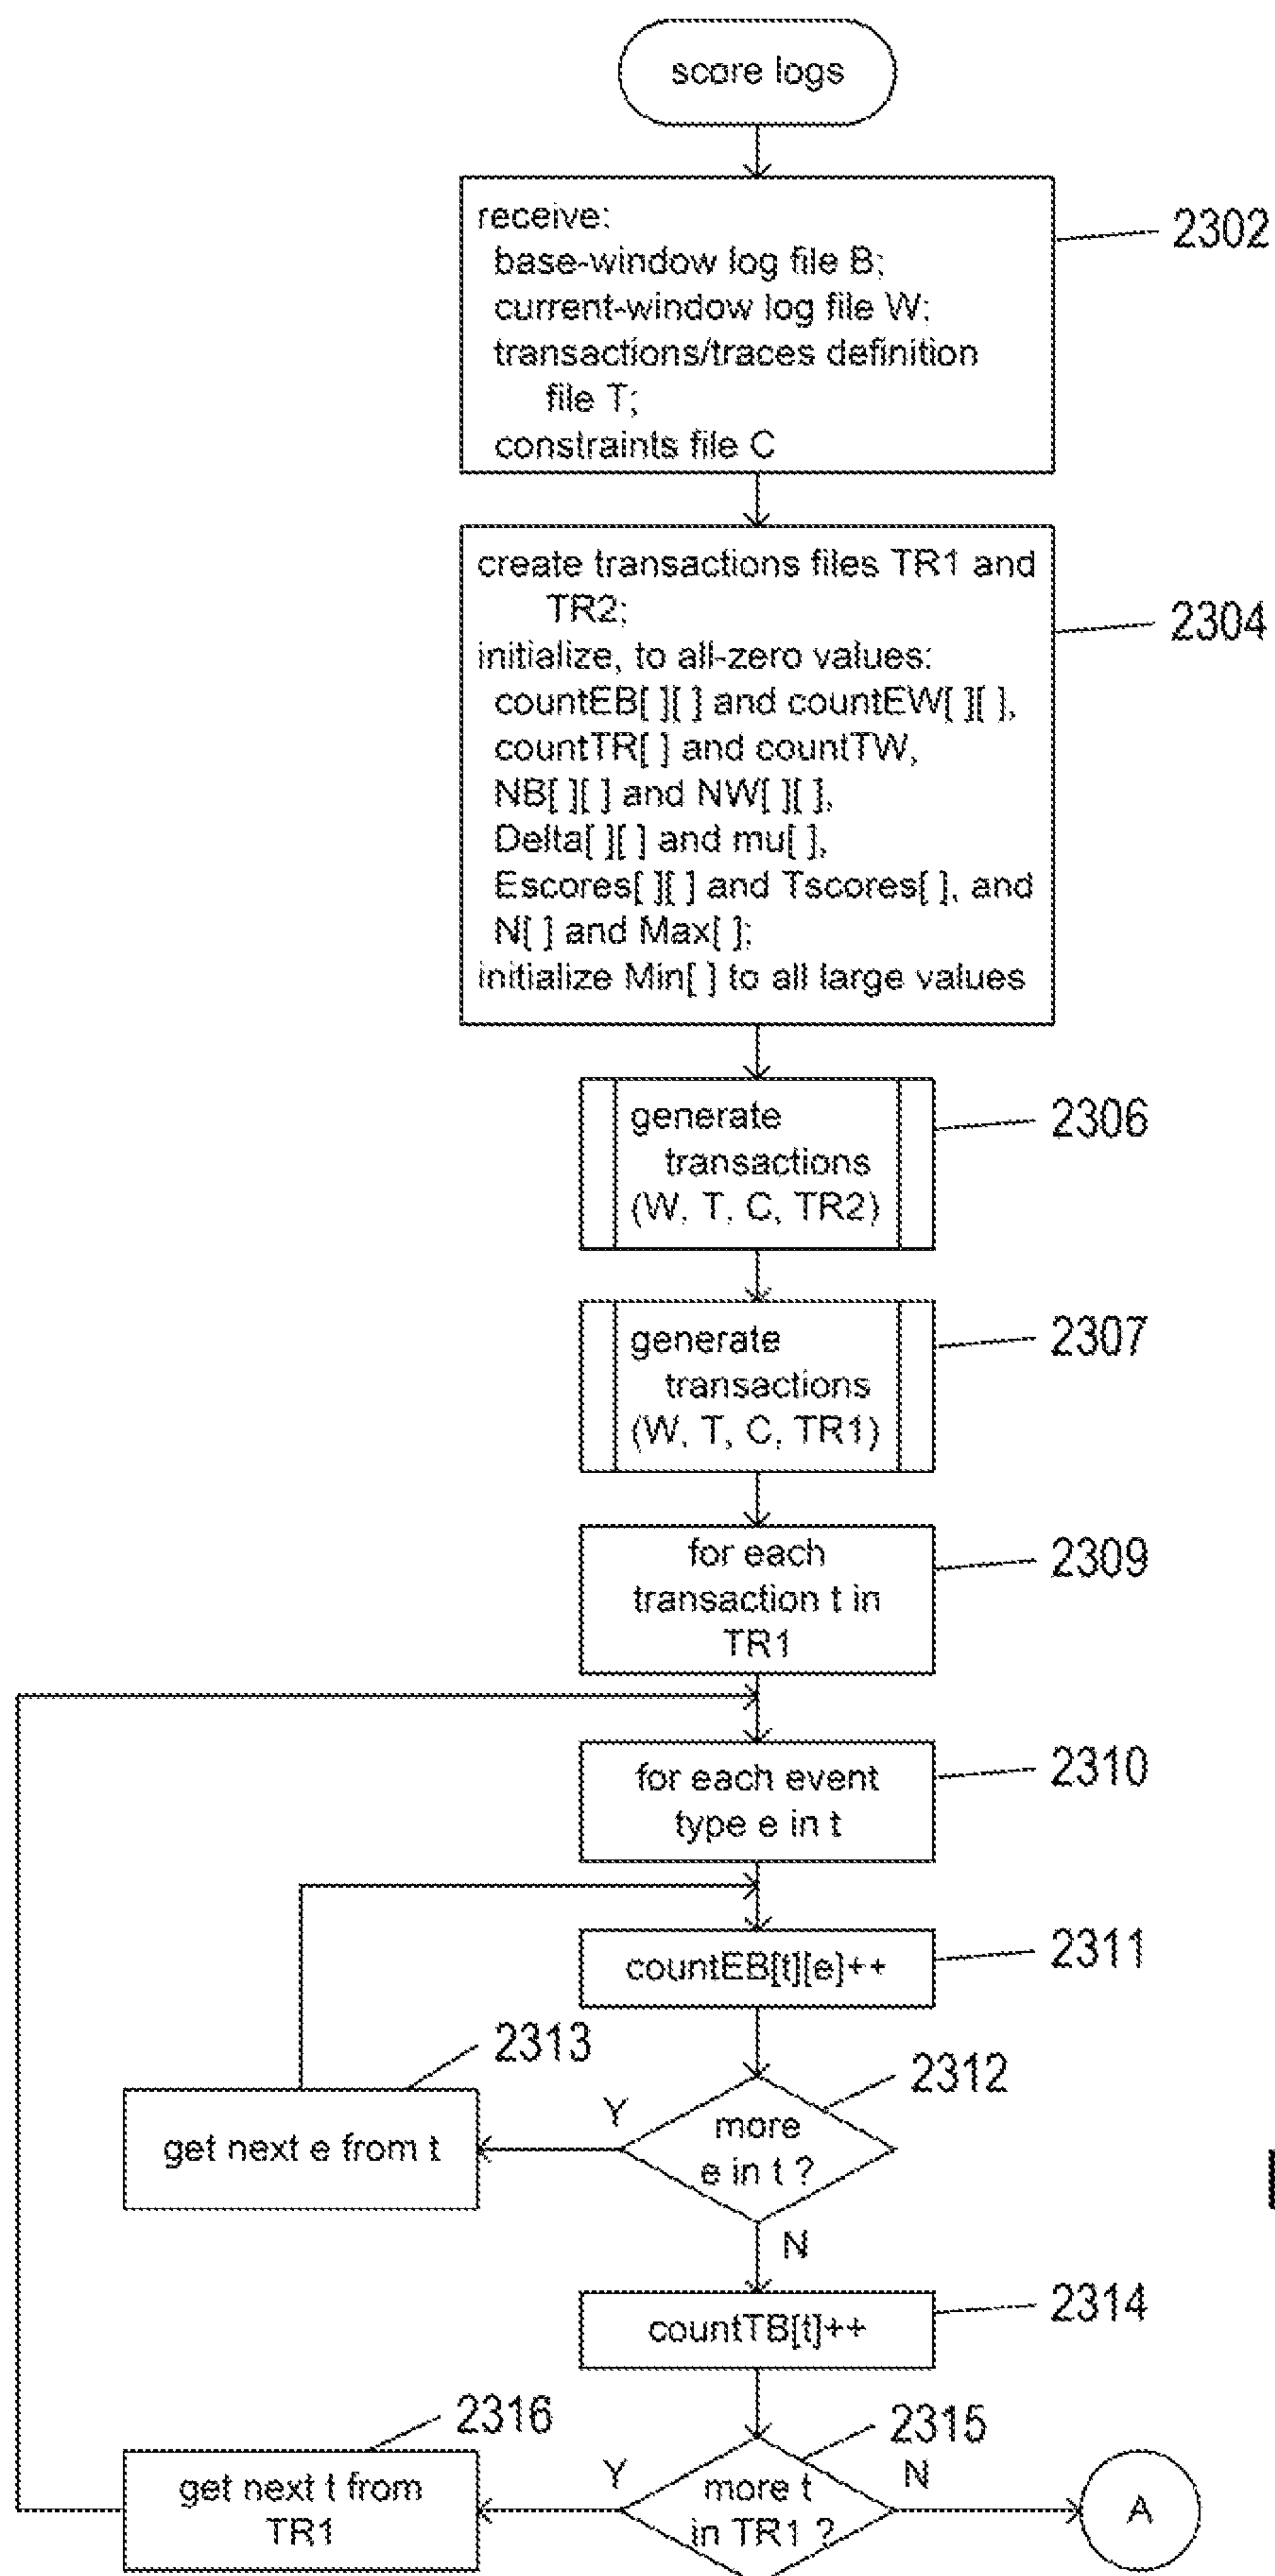 score logs
receive:
base-window log file B;
current-window log file W;
transactions/traces definition
file T;
constraints file C
2302
create transactions files TR1 and
TR2;
initialize, to all-zero values:
countEB[ ][ ] and countEW[ ][ ],
countTR[ ] and countTW,
NB[ ][ ] and NW[ ][ ],
Delta[ ][ ] and mu[ ],
Escores[ ][ ] and Tscores[ ], and
N[ ] and Max[ ];
initialize Min[ ] to all large values
2304
generate
transactions
(W, T, C, TR2)
2306
generate
transactions
(W, T, C, TR1)
2307
for each
transaction t in
TR1
2309
for each event
type e in t
2310
countEB[t][e]++
2311
2313
get next e from t
Y
more
e in t ?
2312
N
countTB[t]++
2314
2316
get next t from
TR1
Y
more t
in TR1 ?
2315
N
A